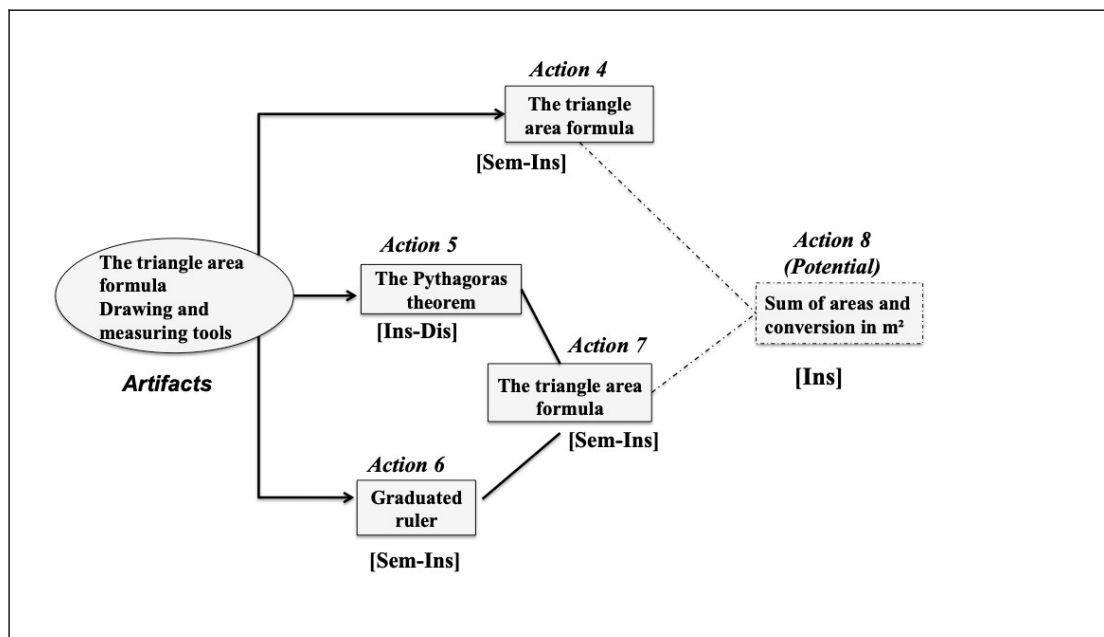 Action 4
The triangle
area formula
[Sem-Ins]
The triangle area
formula
Drawing and
measuring tools
Artifacts
Action 5
The Pythagoras
theorem
[Ins-Dis]
Action 7
The triangle area
formula
[Sem-Ins]
Action 6
Graduated
ruler
[Sem-Ins]
Action 8
(Potential)
Sum of areas and
conversion in m²
[Ins]